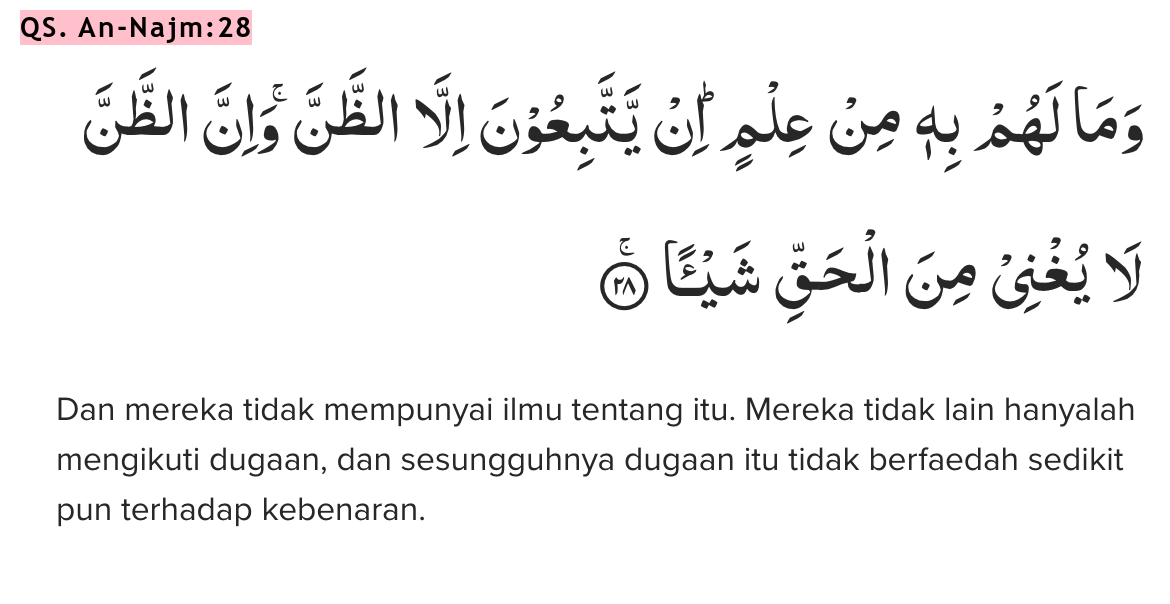 QS. An-Najm:28
وَمَا لَهُمْ بِهٖ مِنْ عِلْمٍۗ اِنْ يَّتَّبِعُوْنَ اِلَّا الظَّنَّ ۚوَاِنَّ الظَّنَّ
لَا يُغْنِيْ مِنَ الْحَقِّ شَيْـًٔاۚ ۝٢٨
Dan mereka tidak mempunyai ilmu tentang itu. Mereka tidak lain hanyalah
mengikuti dugaan, dan sesungguhnya dugaan itu tidak berfaedah sedikit
pun terhadap kebenaran.